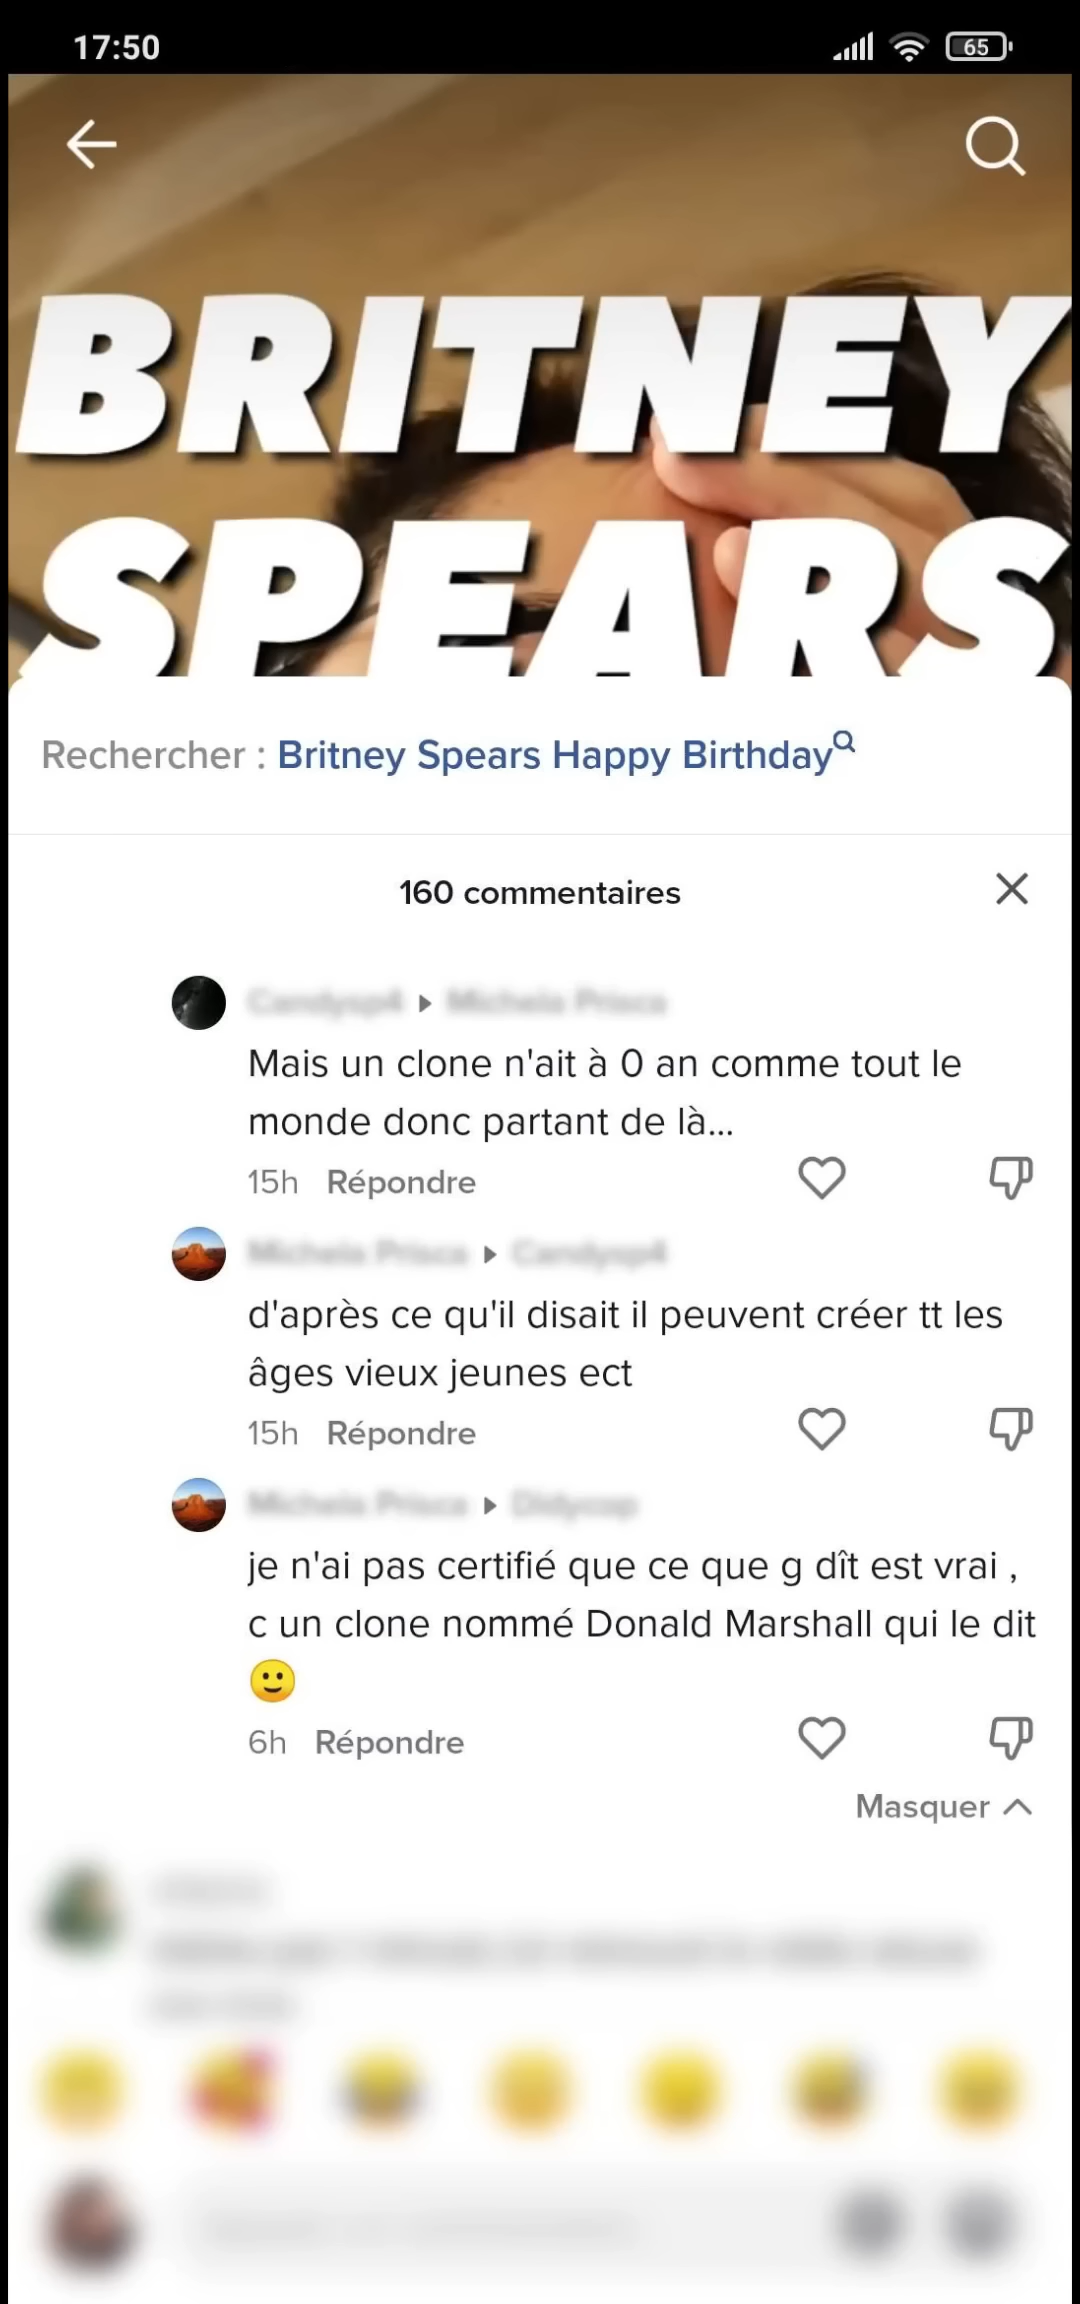 17:50
65
BRITNEY
SPEARS
Rechercher : Britney Spears Happy Birthday
160 commentaires
Mais un clone n'ait à 0 an comme tout le
monde donc partant de là...
15h Répondre
d'après ce qu'il disait il peuvent créer tt les
âges vieux jeunes ect
15h Répondre
je n'ai pas certifié que ce que g dît est vrai ,
c un clone nommé Donald Marshall qui le dit
🙂
6h Répondre
Masquer